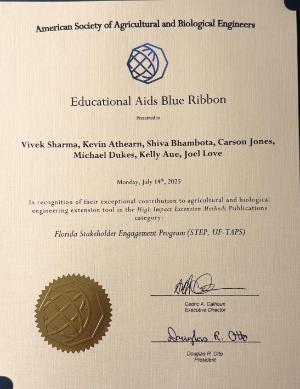 American Society of Agricultural and Biological Engineers
Educational Aids Blue Ribbon
Presented to
Vivek Sharma, Kevin Athearn, Shiva Bhambota, Carson Jones,
Michael Dukes, Kelly Aue, Joel Love
Monday, July 14th, 2025
In recognition of their exceptional contribution to agricultural and biological
engineering extension tool in the High Impact Extension Methods Publications
category:
Florida Stakeholder Engagement Program (STEP, UF-TAPS)
Cedric A. Calhoun
Executive Director
Douglas R. Otto
Douglas R. Otto
President